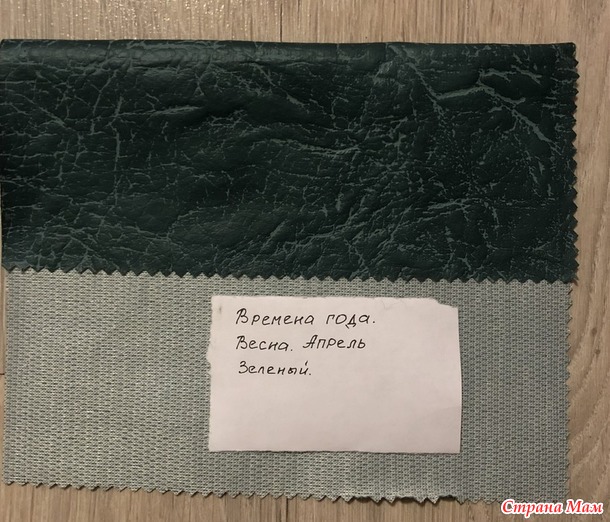 Времена года.
Весна. Апрель
Зеленый.
Страна Мам